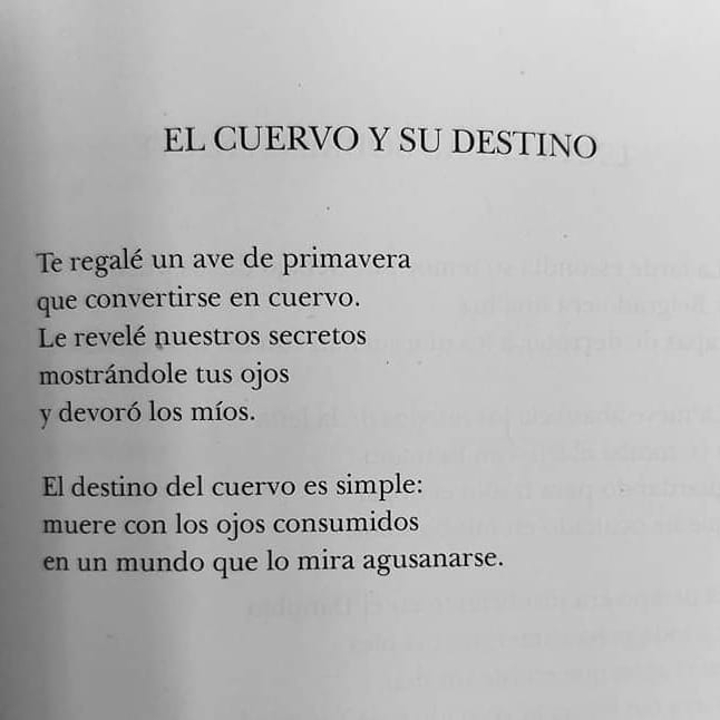 EL CUERVO Y SU DESTINO
Te regalé un ave de primavera
que convertirse en cuervo.
Le revelé nuestros secretos
mostrándole tus ojos
y devoró los míos.
El destino del cuervo es simple:
muere con los ojos consumidos
en un mundo que lo mira agusanarse.